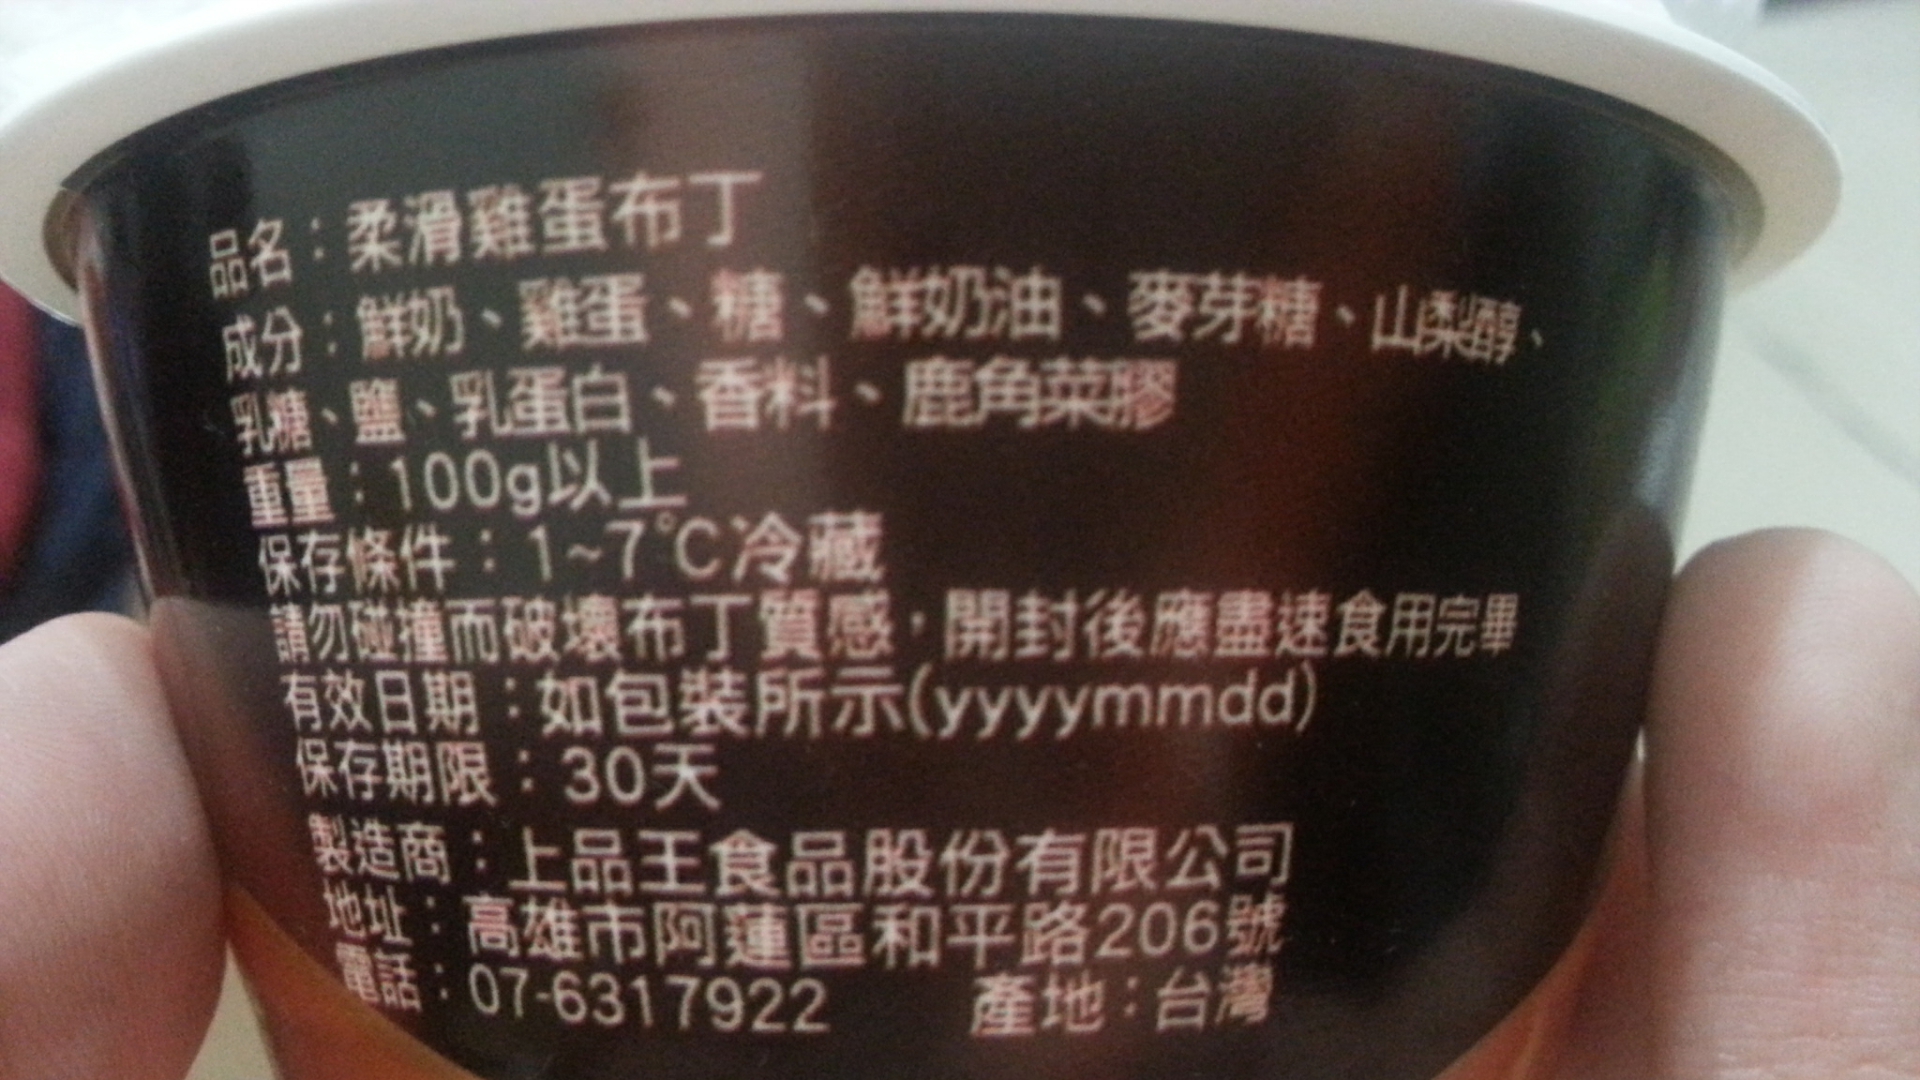 品名：柔滑雞蛋布丁
成分：鮮奶、雞蛋、糖、鮮奶油、麥芽糖、山梨醇、
乳糖、鹽、乳蛋白、香料、鹿角菜膠
重量：100g以上
保存條件：1~7℃冷藏
請勿碰撞而破壞布丁質感，開封後應盡速食用完畢
有效日期：如包裝所示(yyyymmdd)
保存期限：30天
製造商：上品王食品股份有限公司
地址：高雄市阿蓮區和平路206號
電話：07-6317922 產地：台灣